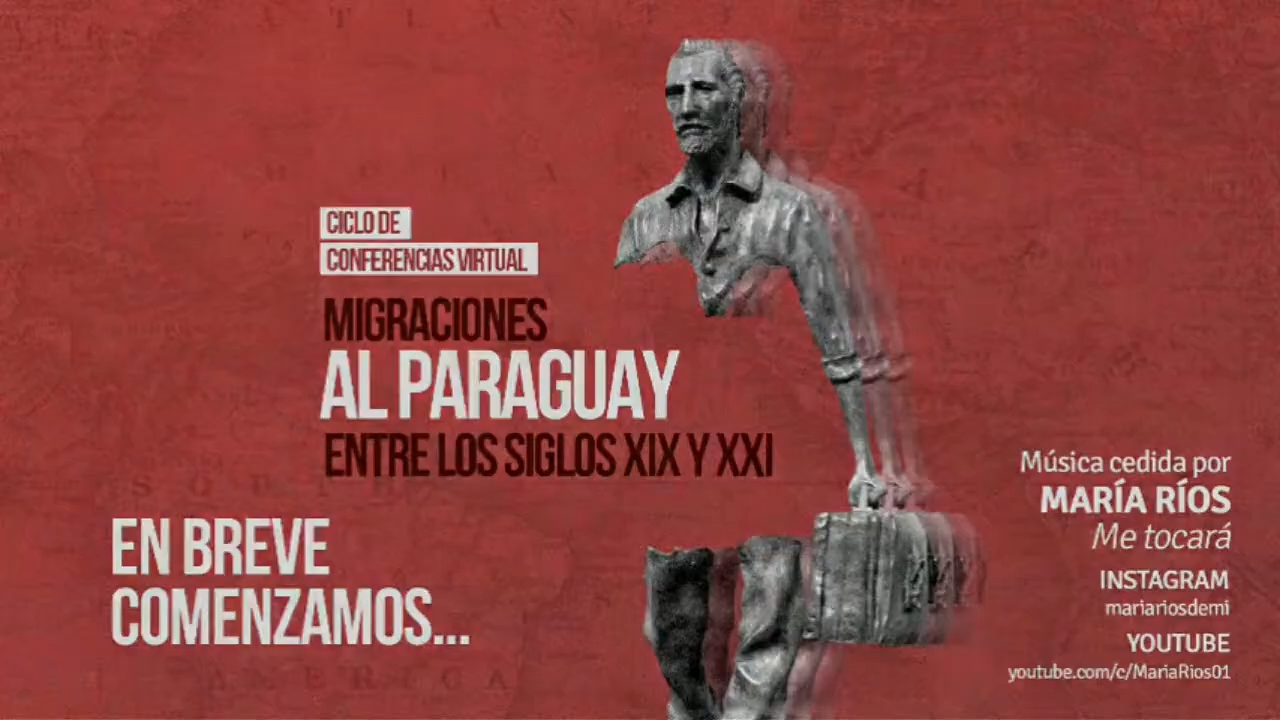 CICLO DE
CONFERENCIAS VIRTUAL
MIGRACIONES
AL PARAGUAY
ENTRE LOS SIGLOS XIX Y XXI
EN BREVE
COMENZAMOS...
Música cedida por
MARÍA RÍOS
Me tocará
INSTAGRAM
mariariosdemi
YOUTUBE
youtube.com/c/MariaRios01
AMERICA